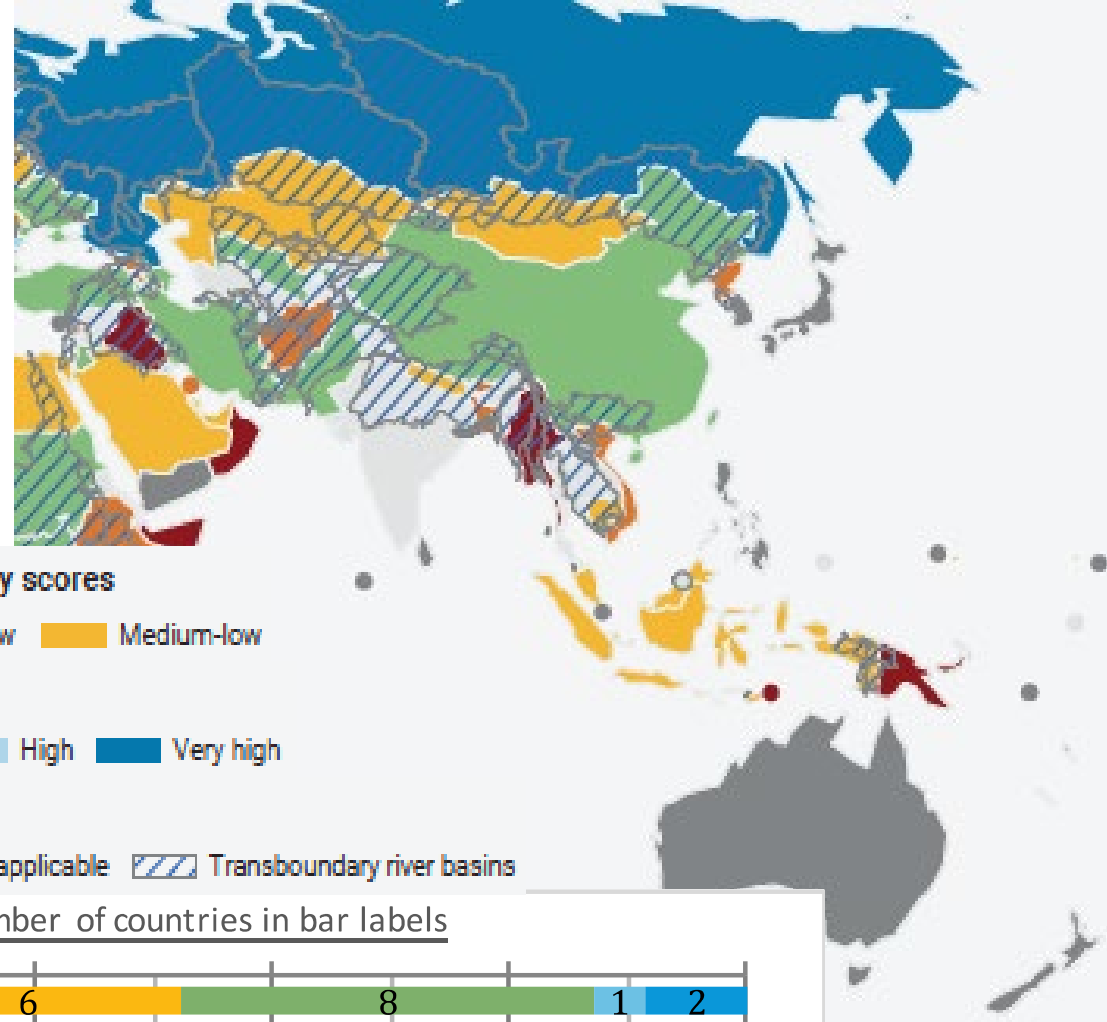 y scores
w Medium-low
High Very high
applicable Transboundary river basins
nber of countries in bar labels
6 8 1 2